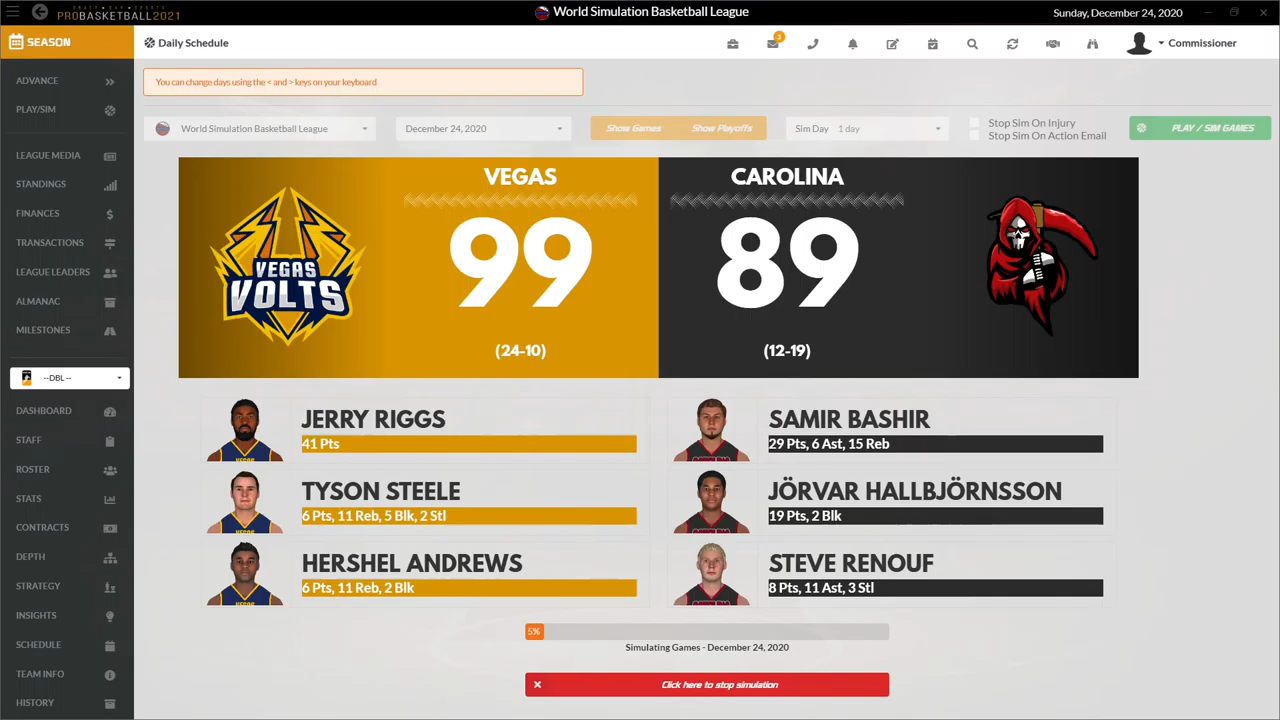 DRAFT DAY SPORTS
PROBASKETBALL2021
World Simulation Basketball League
Sunday, December 24, 2020
SEASON
Daily Schedule
3
Commissioner
ADVANCE
PLAY/SIM
LEAGUE MEDIA
STANDINGS
FINANCES
TRANSACTIONS
LEAGUE LEADERS
ALMANAC
MILESTONES
--DBL --
DASHBOARD
STAFF
ROSTER
STATS
CONTRACTS
DEPTH
STRATEGY
INSIGHTS
SCHEDULE
TEAM INFO
HISTORY
You can change days using the < and > keys on your keyboard
World Simulation Basketball League
December 24, 2020
Show Games
Show Playoffs
Sim Day 1 day
Stop Sim On Injury
Stop Sim On Action Email
PLAY / SIM GAMES
VEGAS
VOLTS
VEGAS
99
(24-10)
CAROLINA
89
(12-19)
JERRY RIGGS
41 Pts
TYSON STEELE
6 Pts, 11 Reb, 5 Blk, 2 Stl
HERSHEL ANDREWS
6 Pts, 11 Reb, 2 Blk
SAMIR BASHIR
29 Pts, 6 Ast, 15 Reb
JÖRVAR HALLBJÖRNSSON
19 Pts, 2 Blk
STEVE RENOUF
8 Pts, 11 Ast, 3 Stl
5%
Simulating Games - December 24, 2020
Click here to stop simulation